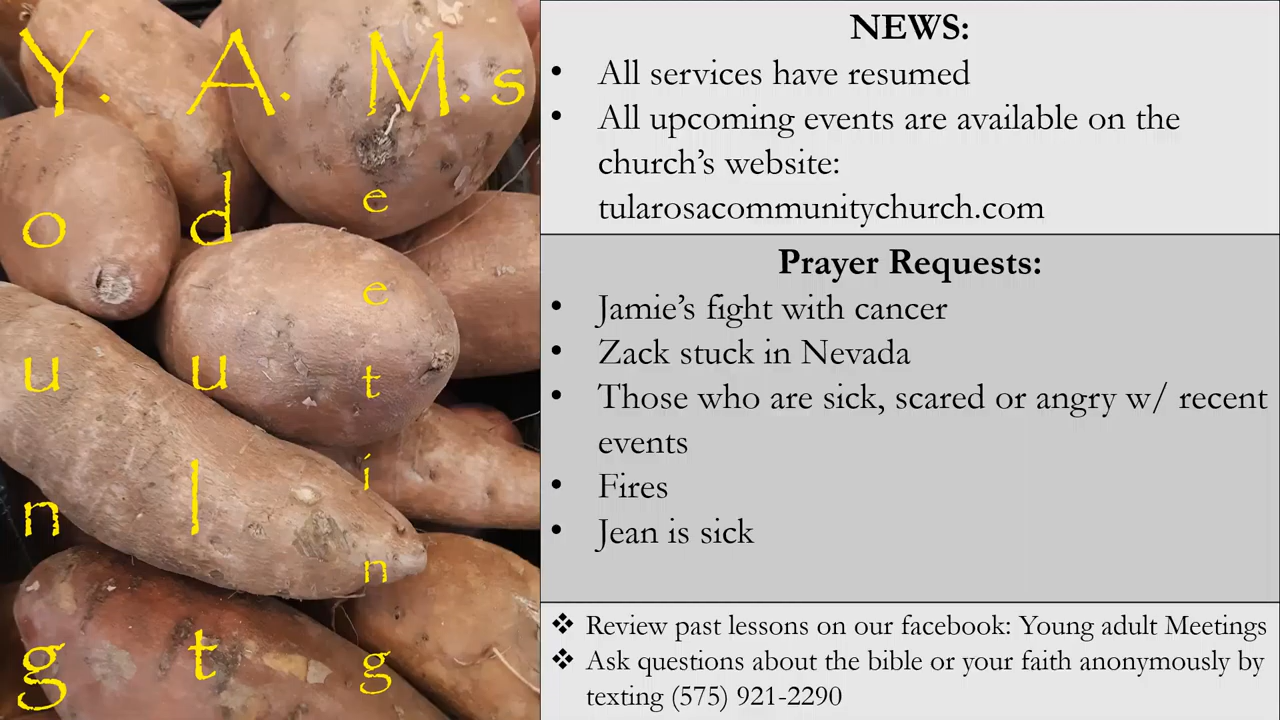 Y. A. M.s
Young
Adult
Meeting
NEWS:
• All services have resumed
• All upcoming events are available on the
church’s website:
tularosacommunitychurch.com
Prayer Requests:
• Jamie’s fight with cancer
• Zack stuck in Nevada
• Those who are sick, scared or angry w/ recent
events
• Fires
• Jean is sick
❖ Review past lessons on our facebook: Young adult Meetings
❖ Ask questions about the bible or your faith anonymously by
texting (575) 921-2290